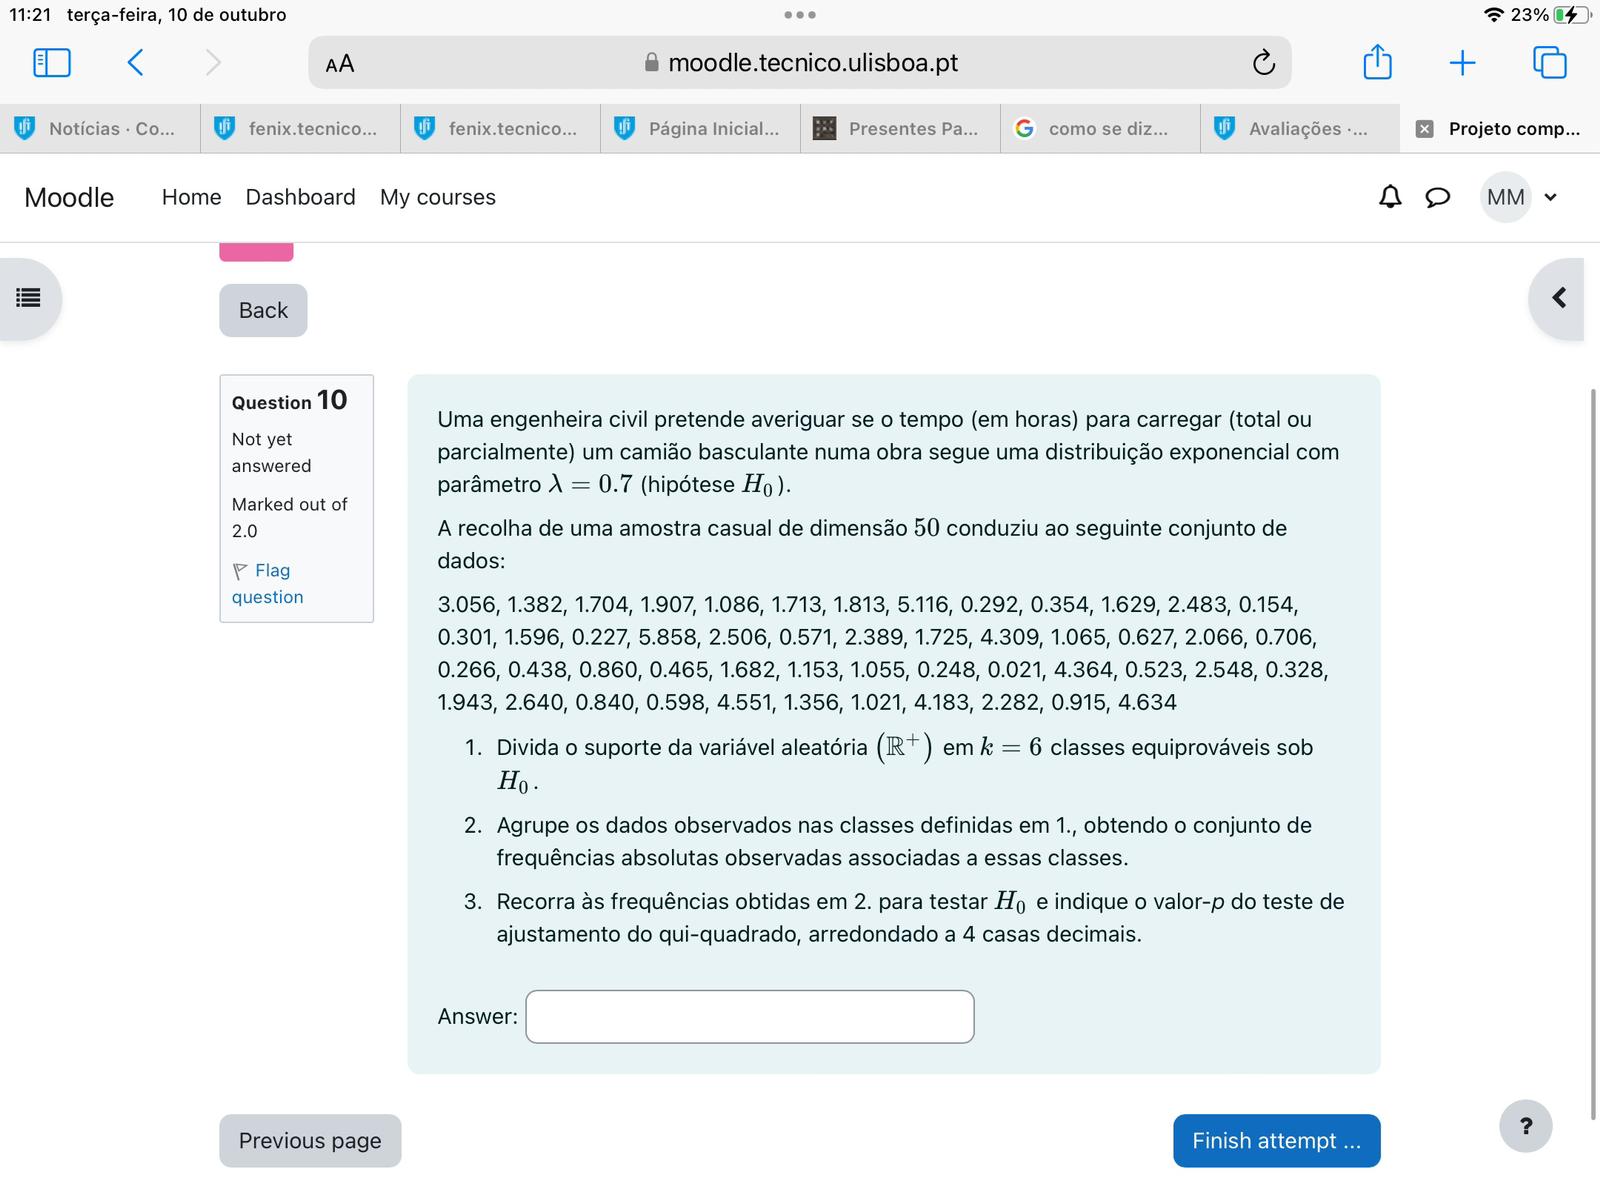 11:21 terça-feira, 10 de outubro
23%
AA
moodle.tecnico.ulisboa.pt
Notícias · Co...
fenix.tecnico...
fenix.tecnico...
Página Inicial...
Presentes Pa...
como se diz...
Avaliações ·...
Projeto comp...
Moodle
Home
Dashboard
My courses
MM
Back
Question 10
Not yet
answered
Marked out of
2.0
Flag
question
Uma engenheira civil pretende averiguar se o tempo (em horas) para carregar (total ou
parcialmente) um camião basculante numa obra segue uma distribuição exponencial com
parâmetro λ = 0.7 (hipótese H₀).
A recolha de uma amostra casual de dimensão 50 conduziu ao seguinte conjunto de
dados:
3.056, 1.382, 1.704, 1.907, 1.086, 1.713, 1.813, 5.116, 0.292, 0.354, 1.629, 2.483, 0.154,
0.301, 1.596, 0.227, 5.858, 2.506, 0.571, 2.389, 1.725, 4.309, 1.065, 0.627, 2.066, 0.706,
0.266, 0.438, 0.860, 0.465, 1.682, 1.153, 1.055, 0.248, 0.021, 4.364, 0.523, 2.548, 0.328,
1.943, 2.640, 0.840, 0.598, 4.551, 1.356, 1.021, 4.183, 2.282, 0.915, 4.634
1. Divida o suporte da variável aleatória (ℝ⁺) em k = 6 classes equiprováveis sob
H₀.
2. Agrupe os dados observados nas classes definidas em 1., obtendo o conjunto de
frequências absolutas observadas associadas a essas classes.
3. Recorra às frequências obtidas em 2. para testar H₀ e indique o valor-p do teste de
ajustamento do qui-quadrado, arredondado a 4 casas decimais.
Answer:
Previous page
Finish attempt ...
?